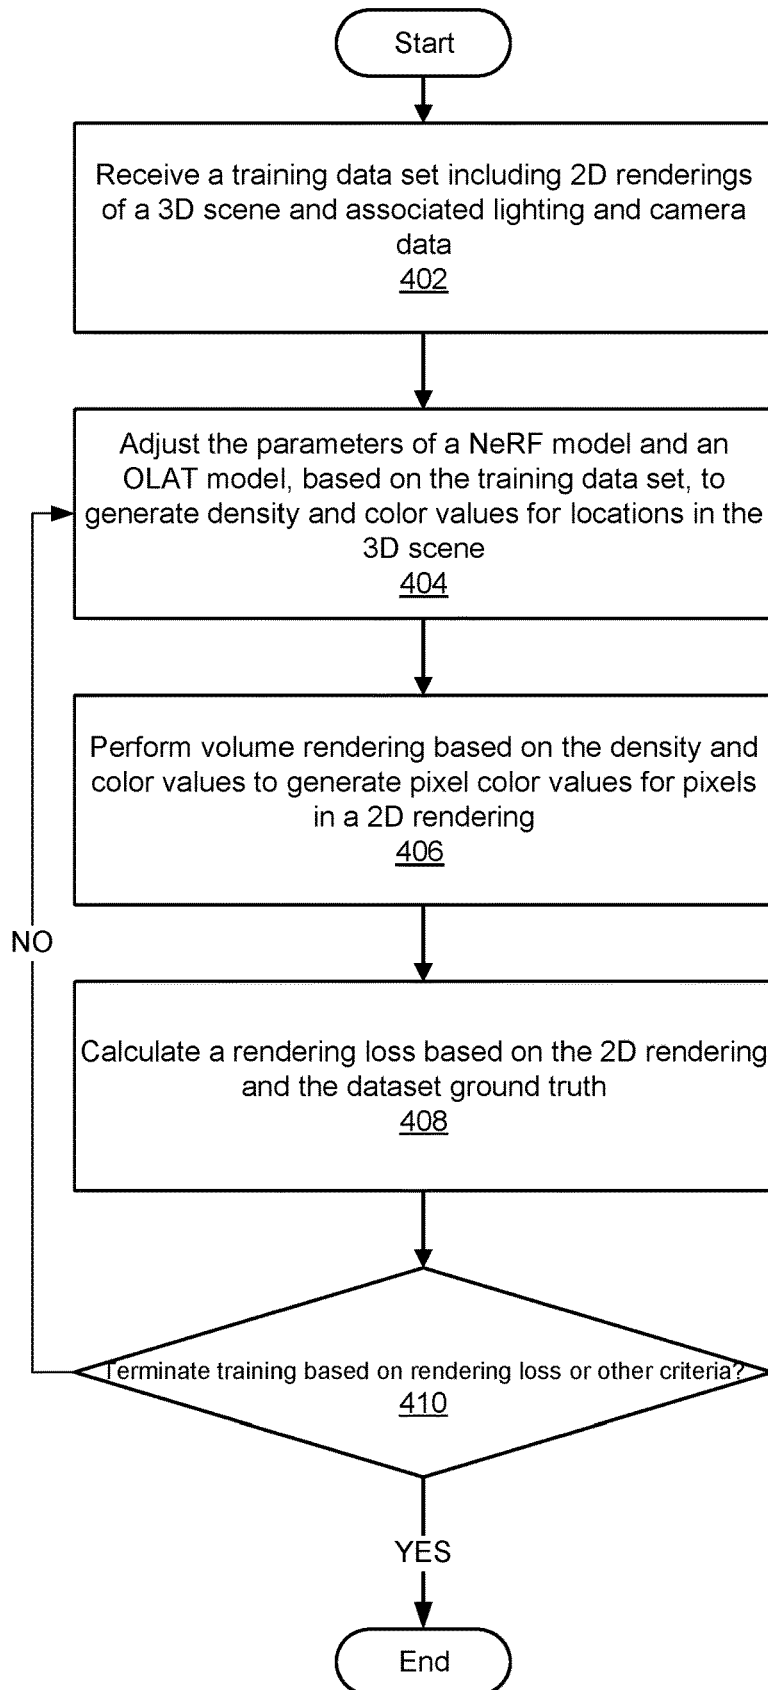 Start
Receive a training data set including 2D renderings
of a 3D scene and associated lighting and camera
data
402
Adjust the parameters of a NeRF model and an
OLAT model, based on the training data set, to
generate density and color values for locations in the
3D scene
404
Perform volume rendering based on the density and
color values to generate pixel color values for pixels
in a 2D rendering
406
NO
Calculate a rendering loss based on the 2D rendering
and the dataset ground truth
408
Terminate training based on rendering loss or other criteria?
410
YES
End